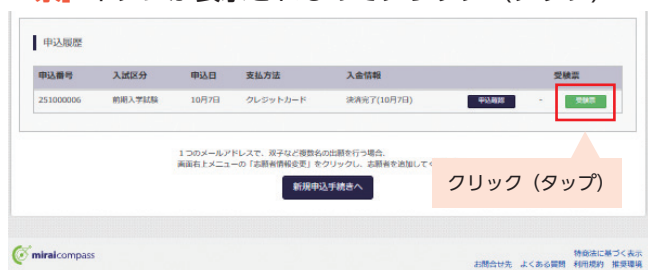 申込履歴
申込番号 入試区分 申込日 支払方法 入金情報 受験票
251000006 前期入学試験 10月7日 クレジットカード 決済完了(10月7日) 申込確認 - 受験票
1つのメールアドレスで、双子など複数名の出願を行う場合、
画面右上メニューの「志願者情報変更」をクリックし、志願者を追加してく
クリック（タップ）
新規申込手続きへ
miraicompass
特商法に基づく表示
お問合せ先 よくある質問 利用規約 推奨環境